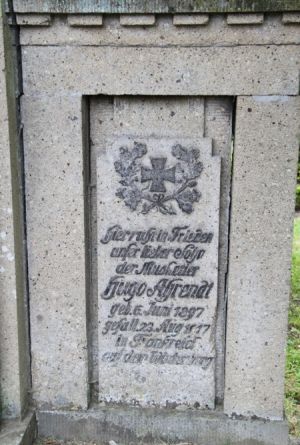 Hier ruht in Frieden
unser lieber Sohn
der Musketier
Hugo Ahrendt
geb. 6. Juni 1897
gefall. 23. Aug. 1917
in Frankreich
auf dem